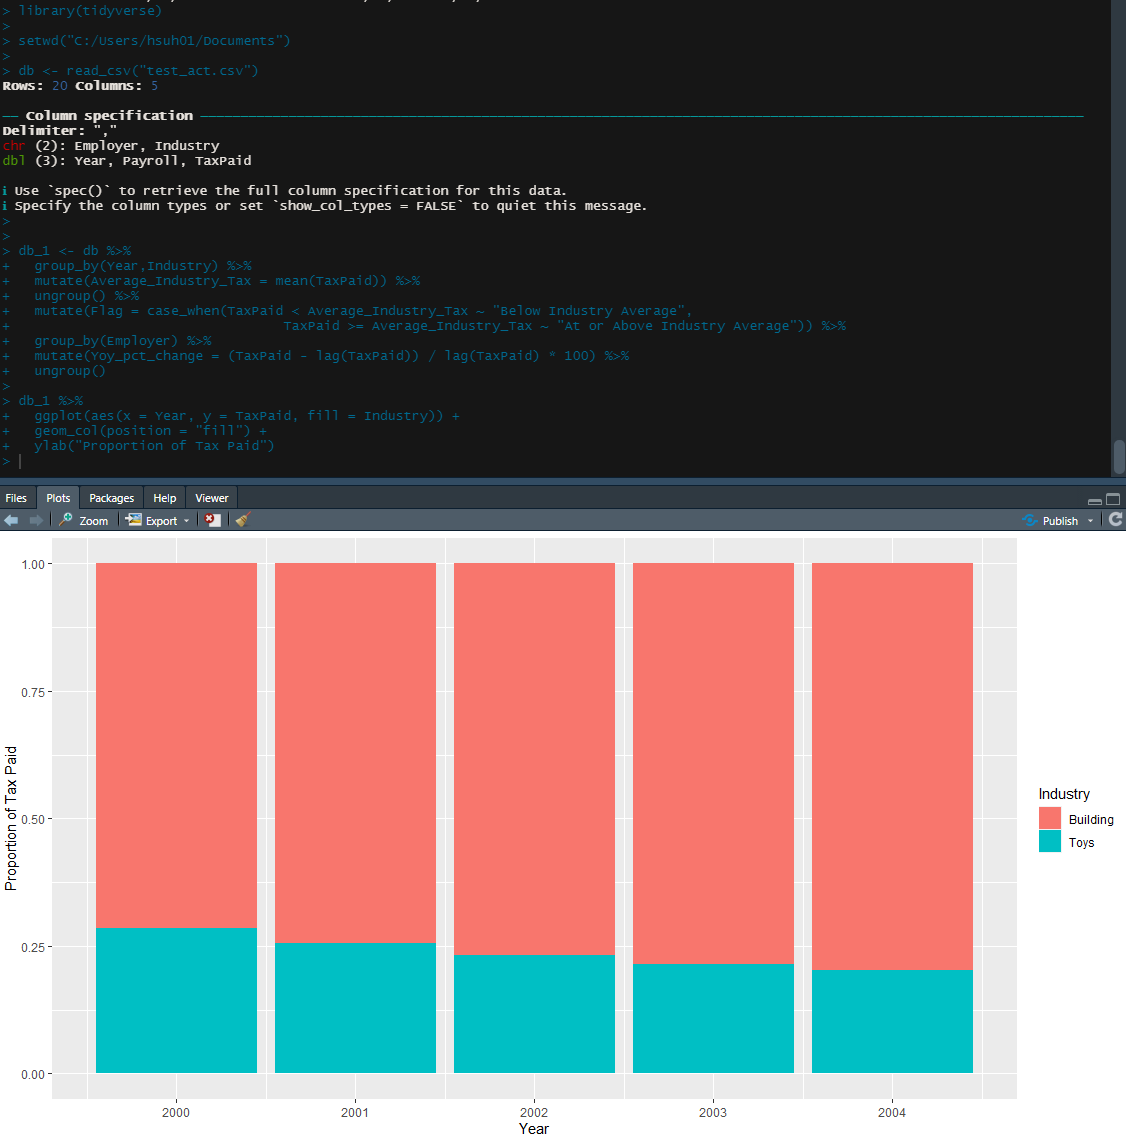 > library(tidyverse)
>
> setwd("C:/Users/hsuh01/Documents")
>
> db <- read_csv("test_act.csv")
Rows: 20 Columns: 5

── Column specification ──────────
Delimiter: ","
chr (2): Employer, Industry
dbl (3): Year, Payroll, TaxPaid

ℹ Use `spec()` to retrieve the full column specification for this data.
ℹ Specify the column types or set `show_col_types = FALSE` to quiet this message.
>
>
> db_1 <- db %>%
+   group_by(Year,Industry) %>%
+   mutate(Average_Industry_Tax = mean(TaxPaid)) %>%
+   ungroup() %>%
+   mutate(Flag = case_when(TaxPaid < Average_Industry_Tax ~ "Below Industry Average",
+                                  TaxPaid >= Average_Industry_Tax ~ "At or Above Industry Average")) %>%
+   group_by(Employer) %>%
+   mutate(Yoy_pct_change = (TaxPaid - lag(TaxPaid)) / lag(TaxPaid) * 100) %>%
+   ungroup()
>
> db_1 %>%
+   ggplot(aes(x = Year, y = TaxPaid, fill = Industry)) +
+   geom_col(position = "fill") +
+   ylab("Proportion of Tax Paid")
>
Files Plots Packages Help Viewer
Zoom Export Publish
1.00
0.75
0.50
0.25
0.00
Proportion of Tax Paid
2000 2001 2002 2003 2004
Year
Industry
Building
Toys